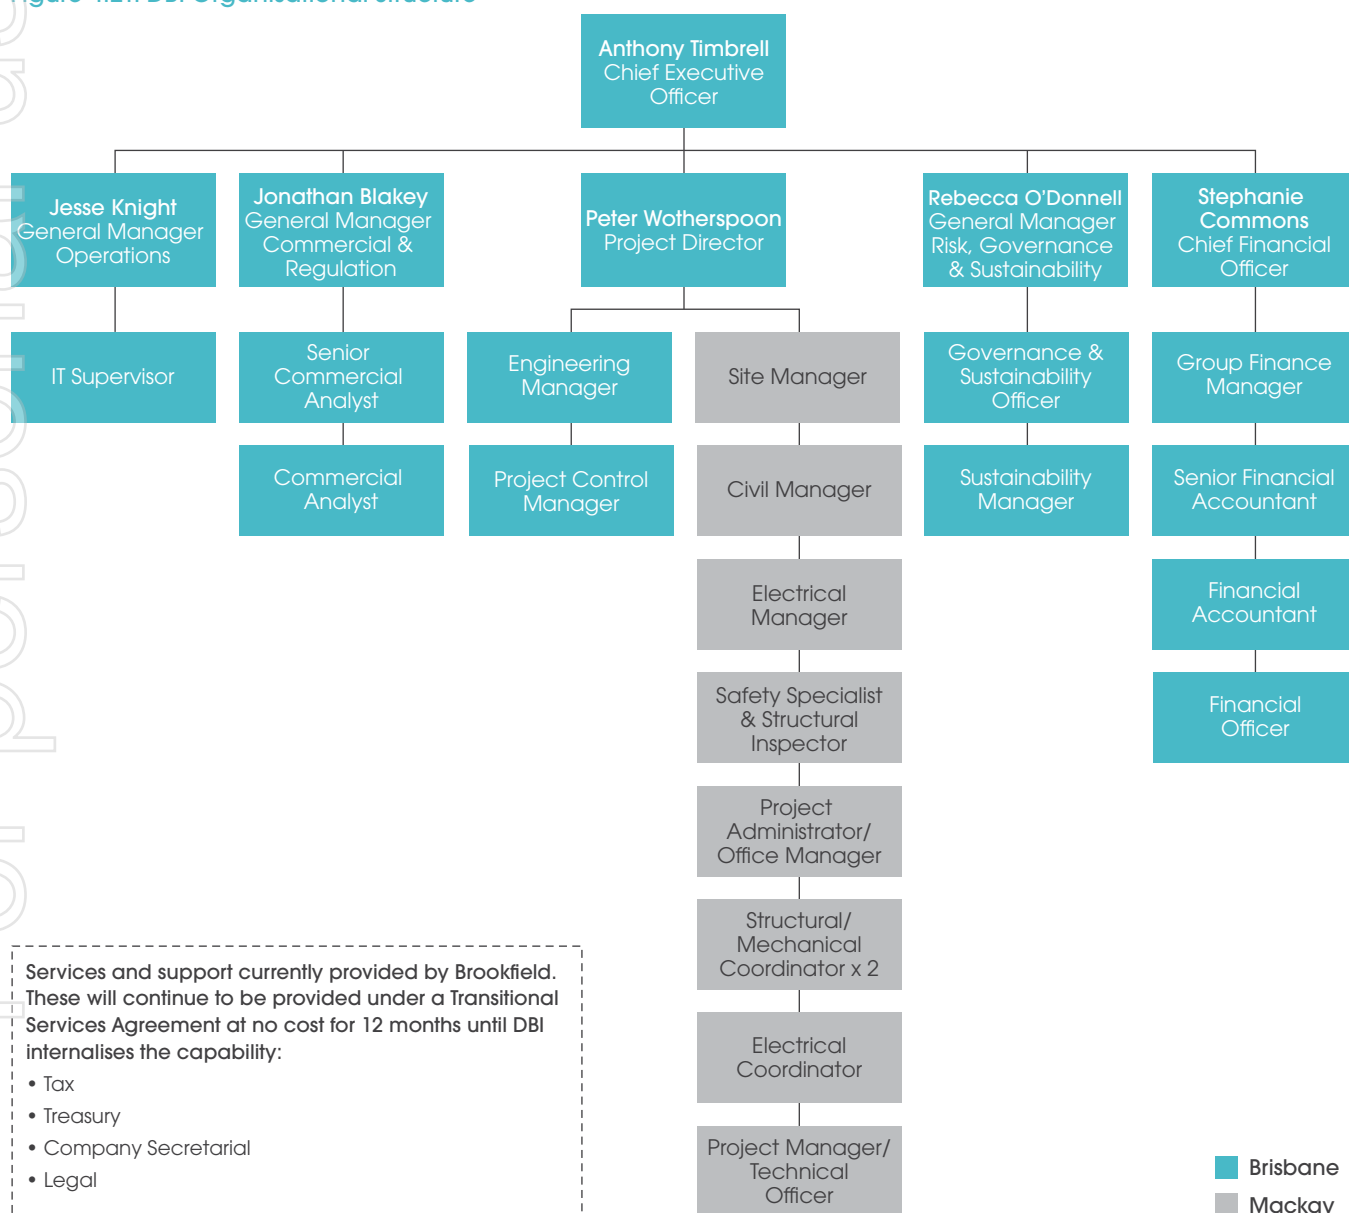 Anthony Timbrell
Chief Executive
Officer
Jesse Knight
General Manager
Operations
Jonathan Blakey
General Manager
Commercial &
Regulation
Peter Wotherspoon
Project Director
Rebecca O'Donnell
General Manager
Risk, Governance
& Sustainability
Stephanie
Commons
Chief Financial
Officer
IT Supervisor
Senior
Commercial
Analyst
Engineering
Manager
Site Manager
Governance &
Sustainability
Officer
Group Finance
Manager
Commercial
Analyst
Project Control
Manager
Civil Manager
Sustainability
Manager
Senior Financial
Accountant
Electrical
Manager
Financial
Accountant
Safety Specialist
& Structural
Inspector
Financial
Officer
Project
Administrator/
Office Manager
Structural/
Mechanical
Coordinator x 2
Electrical
Coordinator
Project Manager/
Technical
Officer
Services and support currently provided by Brookfield.
These will continue to be provided under a Transitional
Services Agreement at no cost for 12 months until DBI
internalises the capability:
• Tax
• Treasury
• Company Secretarial
• Legal
Brisbane
Mackay